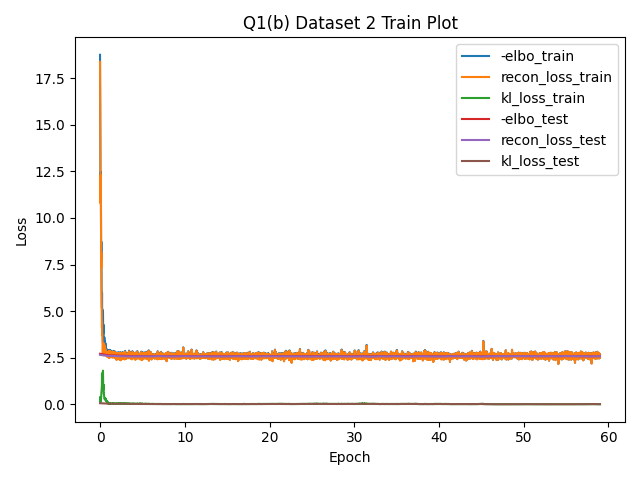 Q1(b) Dataset 2 Train Plot
-elbo_train
recon_loss_train
kl_loss_train
-elbo_test
recon_loss_test
kl_loss_test
17.5
15.0
12.5
10.0
7.5
5.0
2.5
0.0
Loss
0 10 20 30 40 50 60
Epoch